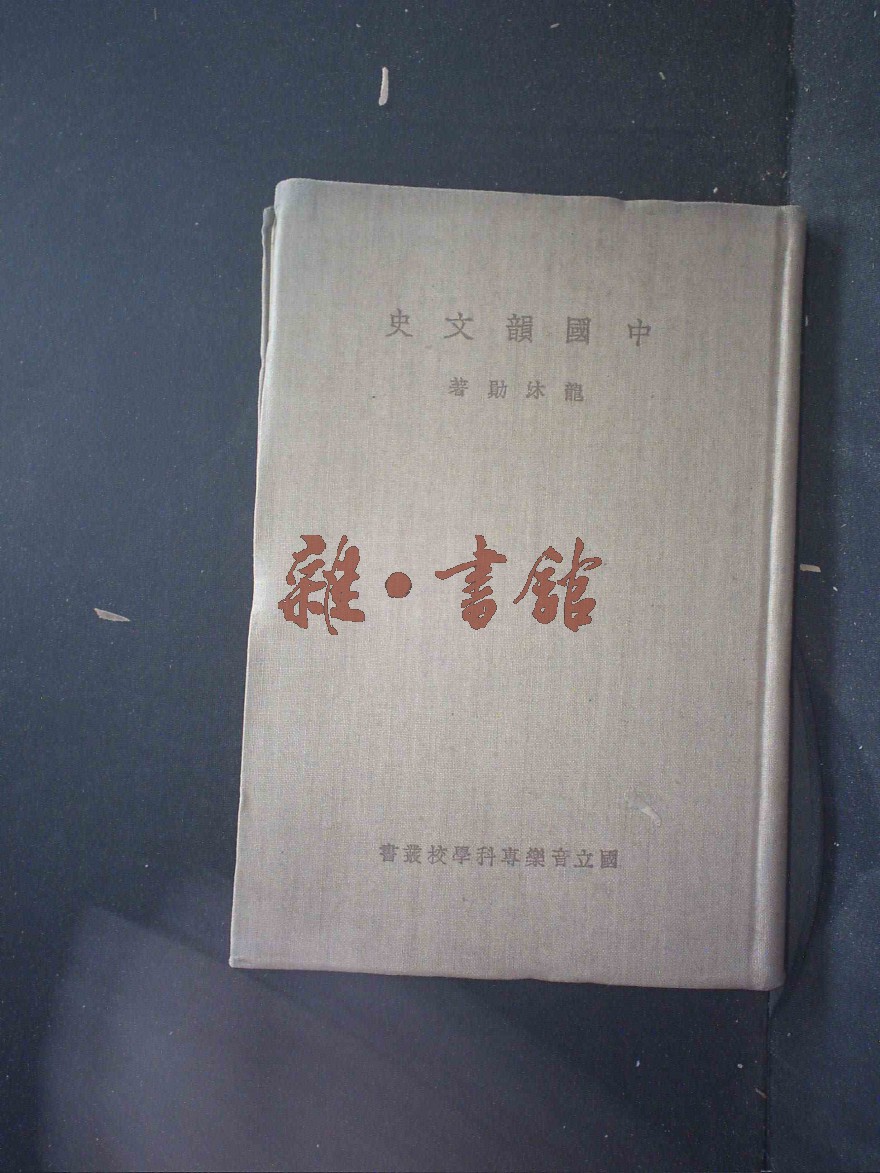 中國韻文史
龍沐勛著
雜·書館
國立音樂專科學校叢書